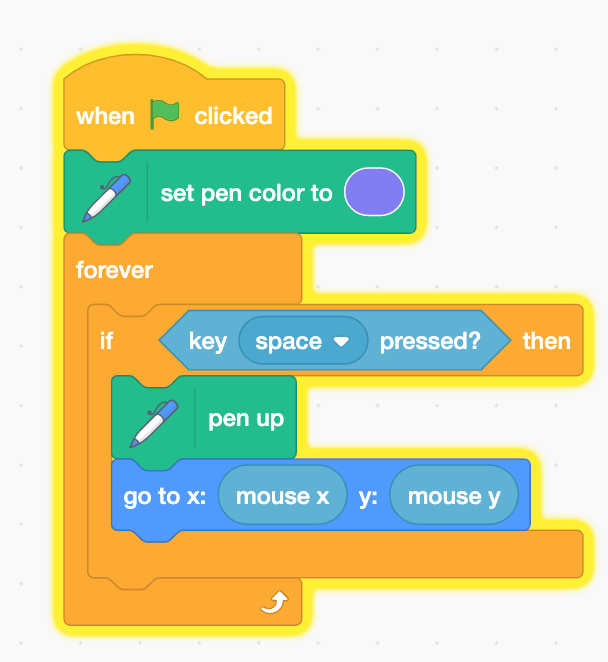 when clicked
set pen color to
forever
if key space pressed? then
pen up
go to x: mouse x y: mouse y